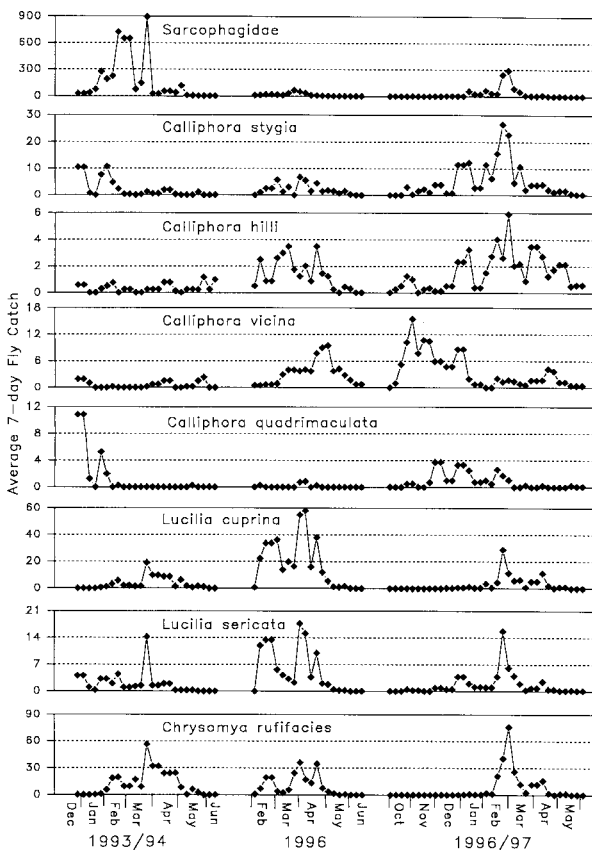 900
600
300
0
Sarcophagidae
30
20
10
0
Calliphora stygia
6
4
2
0
Calliphora hilli
18
12
6
0
Calliphora vicina
12
8
4
0
Calliphora quadrimaculata
60
40
20
0
Lucilia cuprina
21
14
7
0
Lucilia sericata
90
60
30
0
Chrysomya rufifacies
Average 7-day Fly Catch
Dec Jan Feb Mar Apr May Jun
Feb Mar Apr May Jun
Oct Nov Dec Jan Feb Mar Apr May
1993/94 1996 1996/97